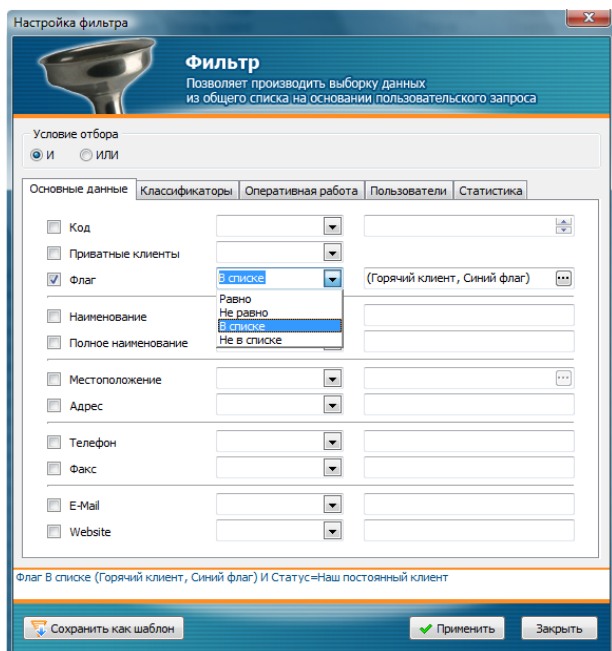 Настройка фильтра
Фильтр
Позволяет производить выборку данных
из общего списка на основании пользовательского запроса
Условие отбора
И ИЛИ
Основные данные Классификаторы Оперативная работа Пользователи Статистика
Код
Приватные клиенты
Флаг В списке (Горячий клиент, Синий флаг) ...
Равно
Не равно
В списке
Не в списке
Наименование
Полное наименование
Местоположение ...
Адрес
Телефон
Факс
E-Mail
Website
Флаг В списке (Горячий клиент, Синий флаг) И Статус=Наш постоянный клиент
Сохранить как шаблон Применить Закрыть